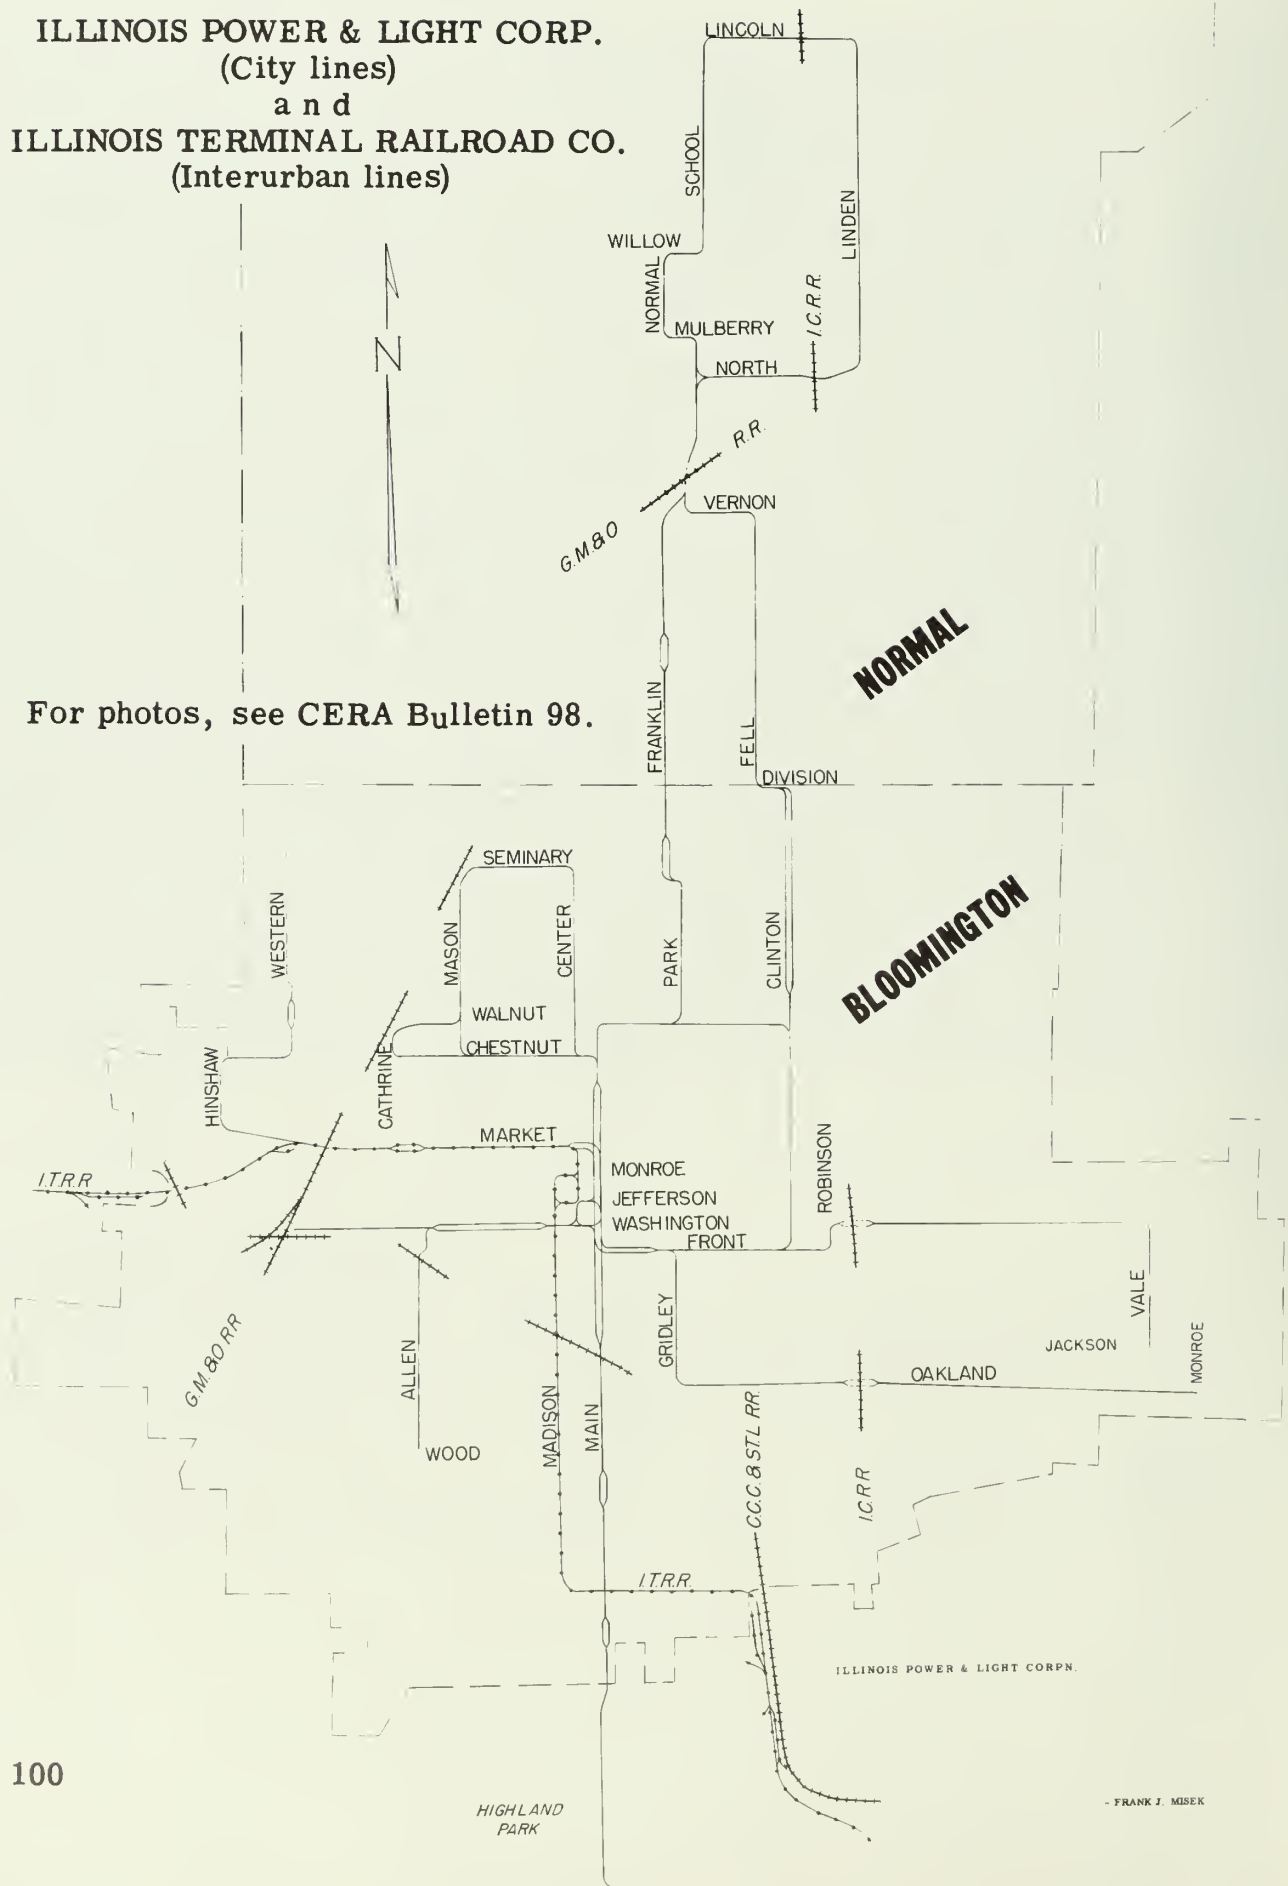 ILLINOIS POWER & LIGHT CORP.
(City lines)
and
ILLINOIS TERMINAL RAILROAD CO.
(Interurban lines)
LINCOLN
SCHOOL
LINDEN
WILLOW
NORMAL
I.C.R.R.
MULBERRY
NORTH
N
R.R.
G.M.&O
VERNON
NORMAL
FRANKLIN
FELL
For photos, see CERA Bulletin 98.
DIVISION
SEMINARY
WESTERN
MASON
CENTER
PARK
CLINTON
BLOOMINGTON
WALNUT
CHESTNUT
HINSHAW
CATHRINE
MARKET
ROBINSON
I.T.R.R.
MONROE
JEFFERSON
WASHINGTON
FRONT
VALE
GRIDLEY
G.M.&O RR
ALLEN
JACKSON
MONROE
OAKLAND
MADISON
MAIN
C.C.C.& ST.L RR.
WOOD
I.C.RR
I.T.R.R.
ILLINOIS POWER & LIGHT CORPN.
100
HIGHLAND
PARK
- FRANK J. MISEK